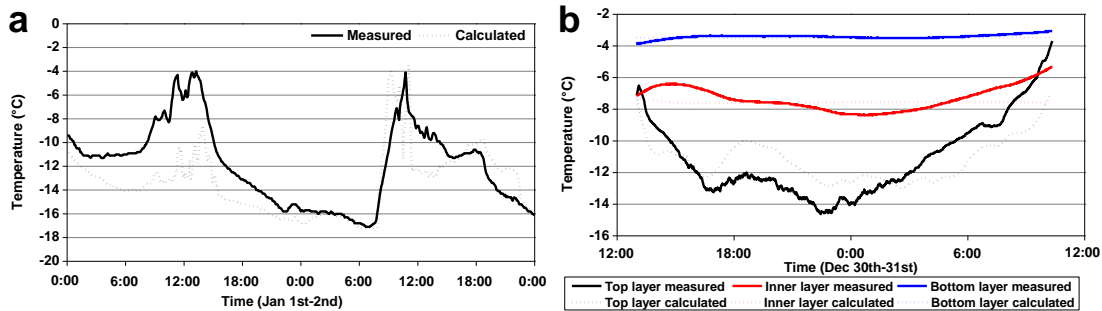 a
0
-2
-4
-6
-8
-10
-12
-14
-16
-18
-20
Temperature (°C)
Measured Calculated
0:00 6:00 12:00 18:00 0:00 6:00 12:00 18:00 0:00
Time (Jan 1st-2nd)
b
-2
-4
-6
-8
-10
-12
-14
-16
Temperature (°C)
12:00 18:00 0:00 6:00 12:00
Time (Dec 30th-31st)
Top layer measured Inner layer measured Bottom layer measured
Top layer calculated Inner layer calculated Bottom layer calculated